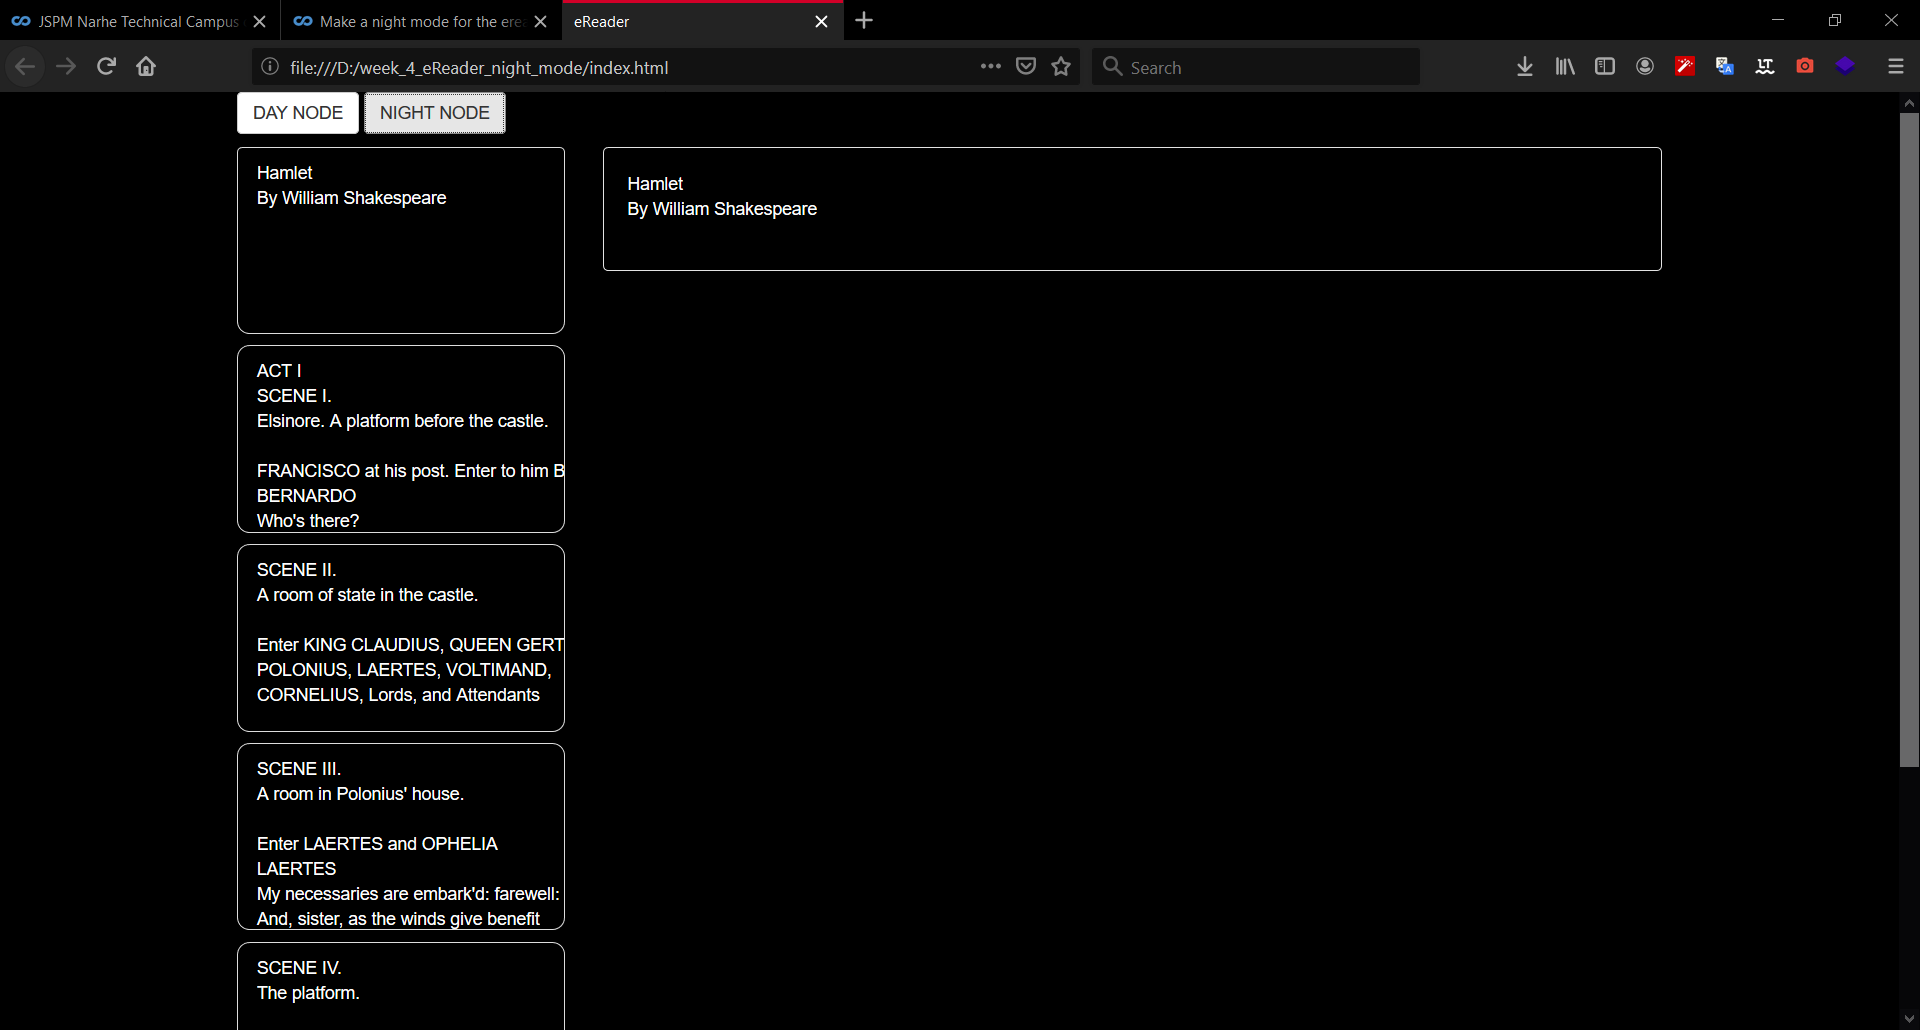 JSPM Narhe Technical Campus
Make a night mode for the ere
eReader
file:///D:/week_4_eReader_night_mode/index.html
Search
DAY NODE
NIGHT NODE
Hamlet
By William Shakespeare
ACT I
SCENE I.
Elsinore. A platform before the castle.
FRANCISCO at his post. Enter to him B
BERNARDO
Who's there?
SCENE II.
A room of state in the castle.
Enter KING CLAUDIUS, QUEEN GERT
POLONIUS, LAERTES, VOLTIMAND,
CORNELIUS, Lords, and Attendants
SCENE III.
A room in Polonius' house.
Enter LAERTES and OPHELIA
LAERTES
My necessaries are embark'd: farewell:
And, sister, as the winds give benefit
SCENE IV.
The platform.
Hamlet
By William Shakespeare